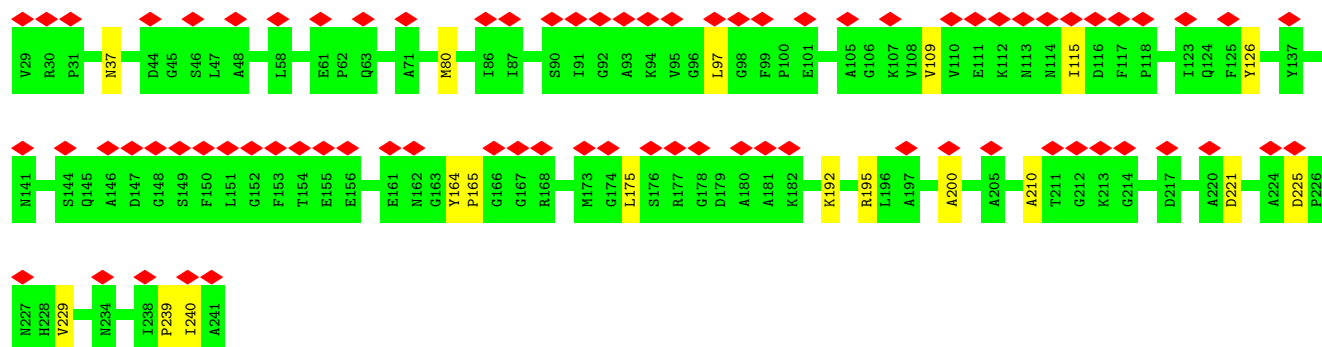 V29 R30 P31 N37 D44 G45 S46 L47 A48 L58 E61 P62 Q63 A71 M80 I86 I87 S90 I91 G92 A93 K94 V95 G96 L97 G98 F99 P100 E101 A105 G106 K107 V108 V109 V110 E111 K112 N113 N114 I115 D116 F117 P118 I123 Q124 F125 Y126 Y137
N141 S144 Q145 A146 D147 G148 S149 F150 L151 G152 F153 T154 E155 E156 E161 N162 G163 Y164 P165 G166 G167 R168 M173 G174 L175 S176 R177 G178 D179 A180 A181 K182 K192 R195 L196 A197 A200 A205 A210 T211 G212 K213 G214 D217 A220 D221 A224 D225 P226
N227 H228 V229 N234 I238 P239 I240 A241